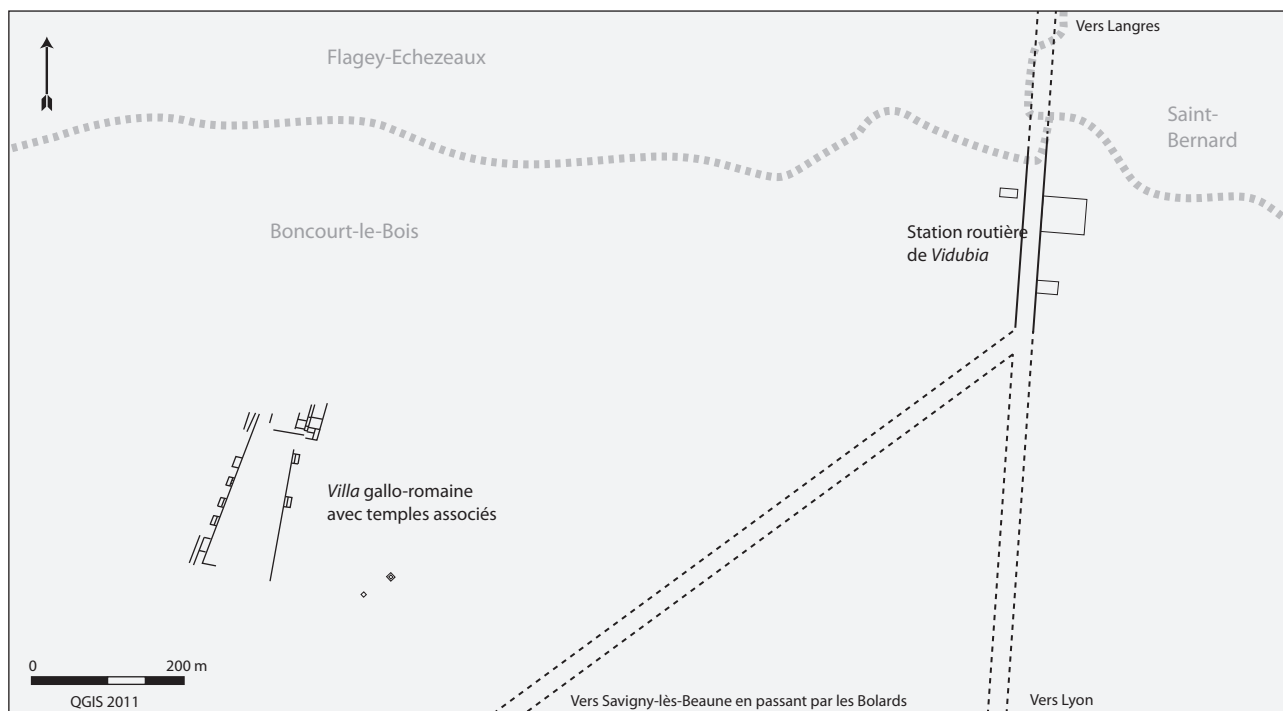 Vers Langres
Flagey-Echezeaux
Saint-
Bernard
Boncourt-le-Bois
Station routière
de Vidubia
Villa gallo-romaine
avec temples associés
0 200 m
QGIS 2011
Vers Savigny-lès-Beaune en passant par les Bolards
Vers Lyon